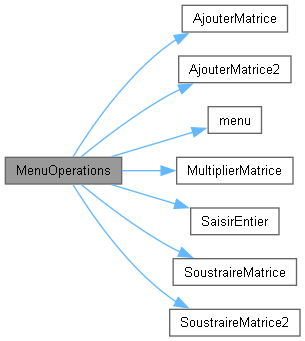 AjouterMatrice
AjouterMatrice2
menu
MenuOperations
MultiplierMatrice
SaisirEntier
SoustraireMatrice
SoustraireMatrice2